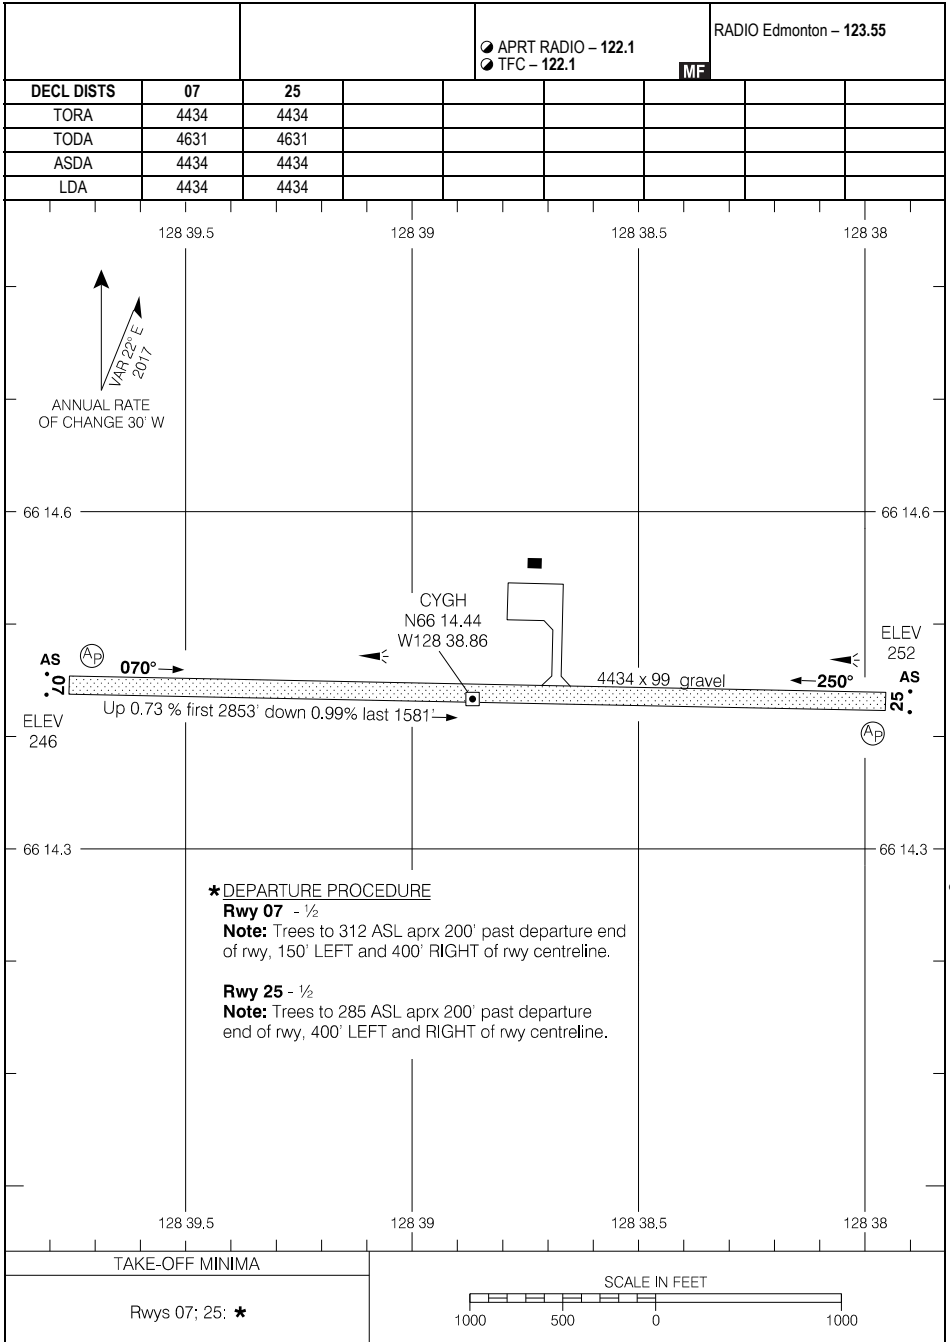 APRT RADIO – 122.1
TFC – 122.1
MF
RADIO Edmonton – 123.55
DECL DISTS 07 25
TORA 4434 4434
TODA 4631 4631
ASDA 4434 4434
LDA 4434 4434
128 39.5 128 39 128 38.5 128 38
VAR 22° E
2017
ANNUAL RATE
OF CHANGE 30' W
66 14.6 66 14.6
CYGH
N66 14.44
W128 38.86
ELEV
252
AS
AP
070°
4434 x 99 gravel
250°
AS
07
25
Up 0.73 % first 2853' down 0.99% last 1581'
ELEV
246
AP
66 14.3 66 14.3
*DEPARTURE PROCEDURE
Rwy 07 - ½
Note: Trees to 312 ASL aprx 200' past departure end
of rwy, 150' LEFT and 400' RIGHT of rwy centreline.
Rwy 25 - ½
Note: Trees to 285 ASL aprx 200' past departure
end of rwy, 400' LEFT and RIGHT of rwy centreline.
128 39.5 128 39 128 38.5 128 38
TAKE-OFF MINIMA
Rwys 07; 25: *
SCALE IN FEET
1000 500 0 1000